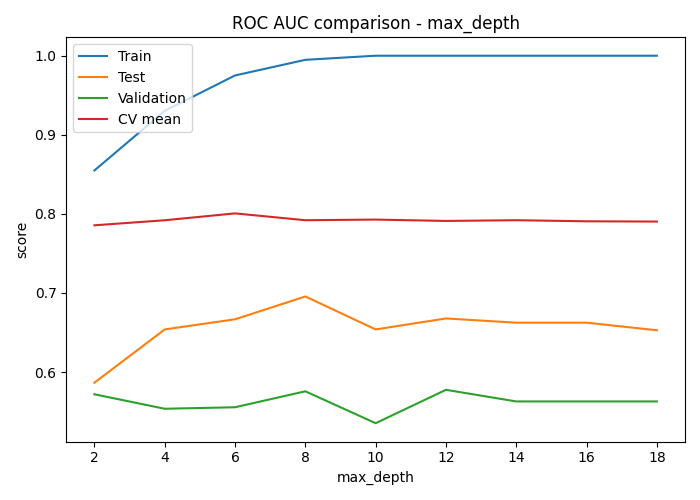 ROC AUC comparison - max_depth
Train
Test
Validation
CV mean
score
1.0
0.9
0.8
0.7
0.6
2 4 6 8 10 12 14 16 18
max_depth